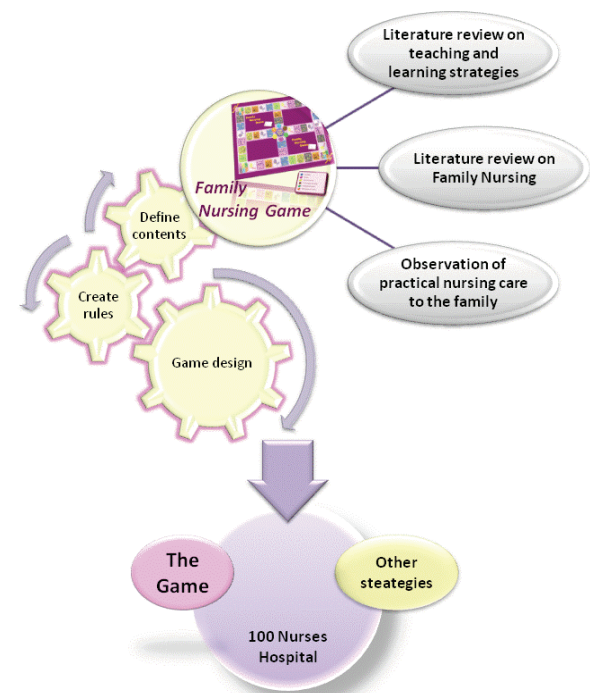 Literature review on
teaching and
learning strategies
Literature review on
Family Nursing
Family
Nursing Game
Observation of
practical nursing care
to the family
Define
contents
Create
rules
Game design
The
Game
Other
steategies
100 Nurses
Hospital